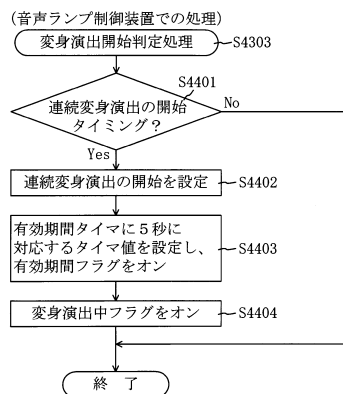 (音声ランプ制御装置での処理)
変身演出開始判定処理
S4303
S4401
連続変身演出の開始
タイミング?
No
Yes
連続変身演出の開始を設定
S4402
有効期間タイマに5秒に
対応するタイマ値を設定し、
有効期間フラグをオン
S4403
変身演出中フラグをオン
S4404
終 了